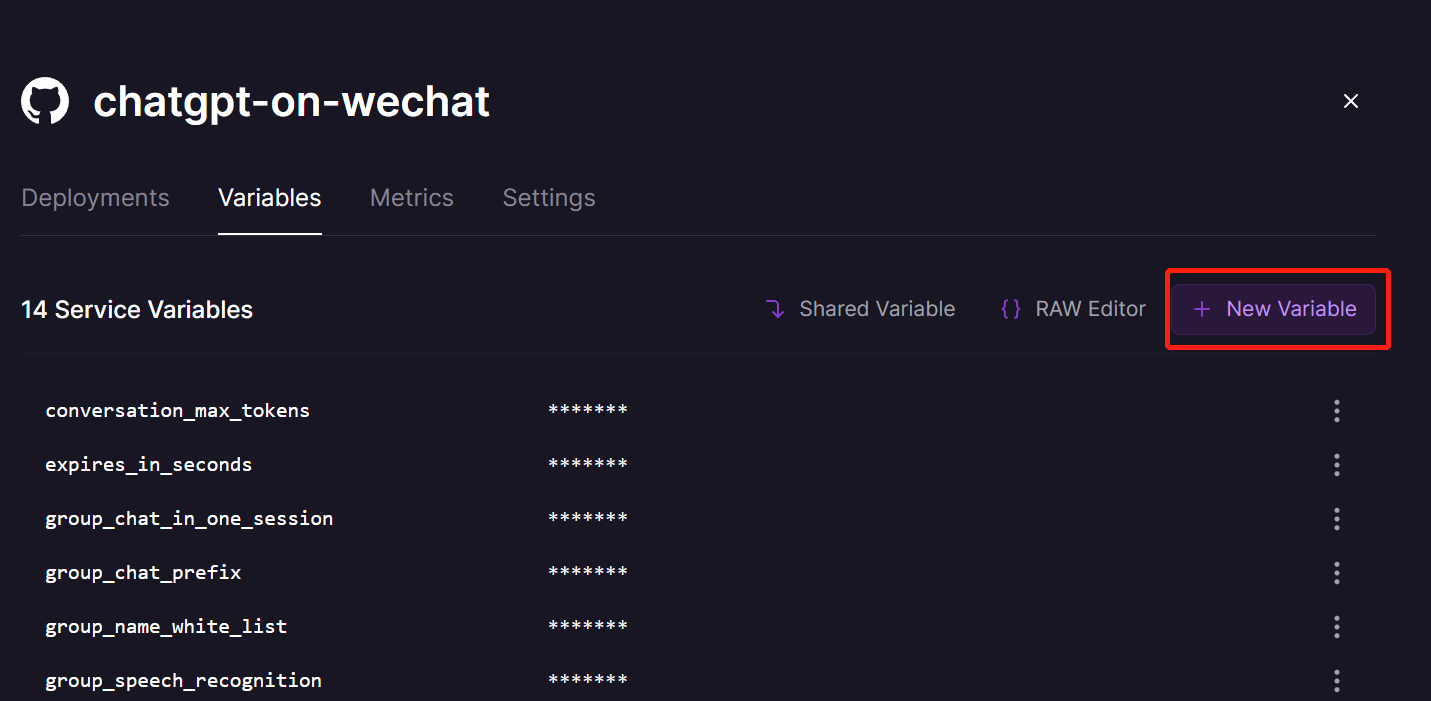 chatgpt-on-wechat
Deployments Variables Metrics Settings
14 Service Variables Shared Variable {} RAW Editor + New Variable
conversation_max_tokens *******
expires_in_seconds *******
group_chat_in_one_session *******
group_chat_prefix *******
group_name_white_list *******
group_speech_recognition *******